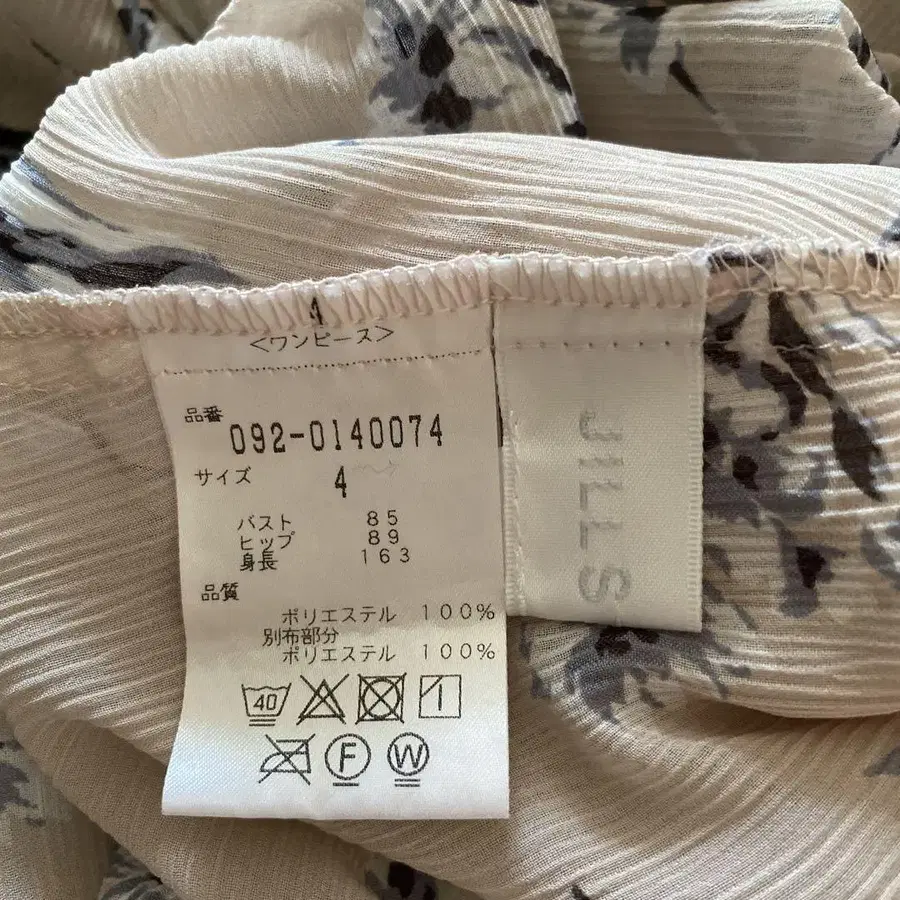 4
<ワンピース>
品番
092-0140074
サイズ
4
バスト 85
ヒップ 89
身長 163
品質
ポリエステル 100%
別布部分
ポリエステル 100%
40
F W
JILLS